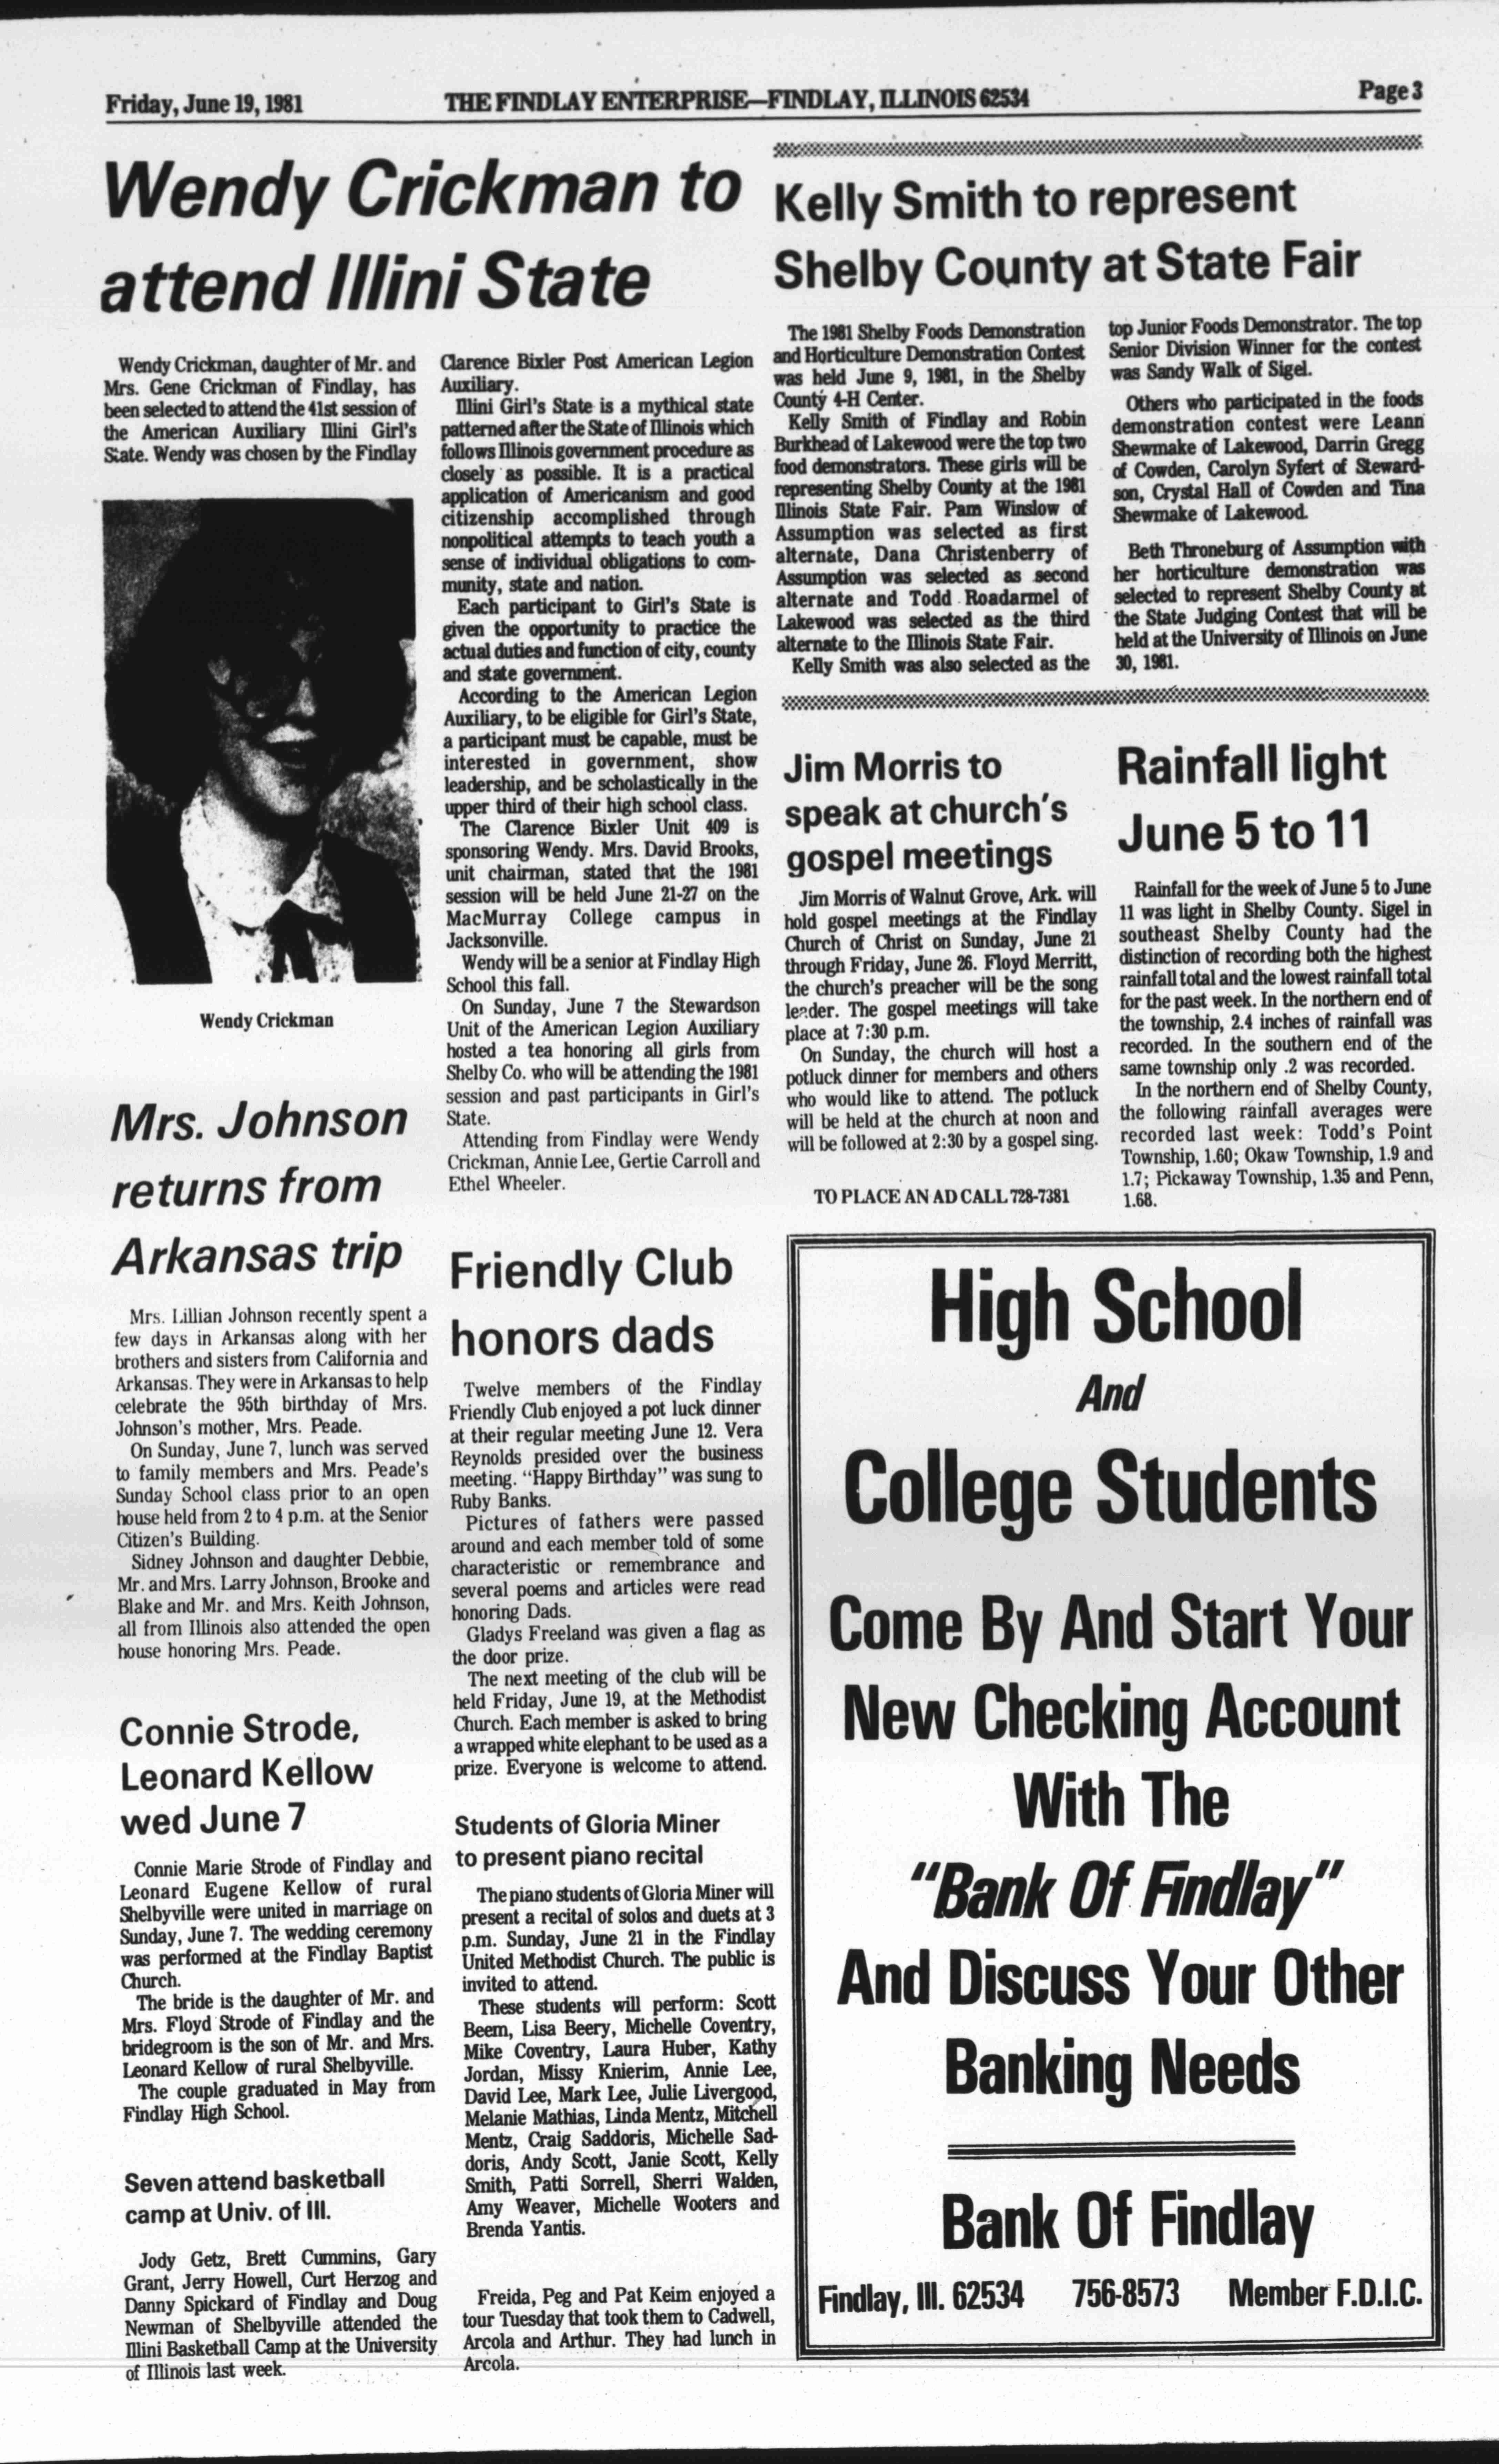 Friday, June 19, 1981
THE FINDLAY ENTERPRISE—FINDLAY, ILLINOIS 62534
Page 3
Wendy Crickman to
attend Illini State
Wendy Crickman, daughter of Mr. and
Mrs. Gene Crickman of Findlay, has
been selected to attend the 41st session of
the American Auxiliary Illini Girl's
State. Wendy was chosen by the Findlay
Wendy Crickman
Clarence Bixler Post American Legion
Auxiliary.
Illini Girl's State is a mythical state
patterned after the State of Illinois which
follows Illinois government procedure as
closely as possible. It is a practical
application of Americanism and good
citizenship accomplished through
nonpolitical attempts to teach youth a
sense of individual obligations to com-
munity, state and nation.
Each participant to Girl's State is
given the opportunity to practice the
actual duties and function of city, county
and state government.
According to the American Legion
Auxiliary, to be eligible for Girl's State,
a participant must be capable, must be
interested in government, show
leadership, and be scholastically in the
upper third of their high school class.
The Clarence Bixler Unit 409 is
sponsoring Wendy. Mrs. David Brooks,
unit chairman, stated that the 1981
session will be held June 21-27 on the
MacMurray College campus in
Jacksonville.
Wendy will be a senior at Findlay High
School this fall.
On Sunday, June 7 the Stewardson
Unit of the American Legion Auxiliary
hosted a tea honoring all girls from
Shelby Co. who will be attending the 1981
session and past participants in Girl's
State.
Attending from Findlay were Wendy
Crickman, Annie Lee, Gertie Carroll and
Ethel Wheeler.
Kelly Smith to represent
Shelby County at State Fair
The 1981 Shelby Foods Demonstration
and Horticulture Demonstration Contest
was held June 9, 1981, in the Shelby
County 4-H Center.
Kelly Smith of Findlay and Robin
Burkhead of Lakewood were the top two
food demonstrators. These girls will be
representing Shelby County at the 1981
Illinois State Fair. Pam Winslow of
Assumption was selected as first
alternate, Dana Christenberry of
Assumption was selected as second
alternate and Todd Roadarmel of
Lakewood was selected as the third
alternate to the Illinois State Fair.
Kelly Smith was also selected as the
top Junior Foods Demonstrator. The top
Senior Division Winner for the contest
was Sandy Walk of Sigel.
Others who participated in the foods
demonstration contest were Leann
Shewmake of Lakewood, Darrin Gregg
of Cowden, Carolyn Syfert of Steward-
son, Crystal Hall of Cowden and Tina
Shewmake of Lakewood.
Beth Throneburg of Assumption with
her horticulture demonstration was
selected to represent Shelby County at
the State Judging Contest that will be
held at the University of Illinois on June
30, 1981.
Jim Morris to
speak at church's
gospel meetings
Jim Morris of Walnut Grove, Ark. will
hold gospel meetings at the Findlay
Church of Christ on Sunday, June 21
through Friday, June 26. Floyd Merritt,
the church's preacher will be the song
leader. The gospel meetings will take
place at 7:30 p.m.
On Sunday, the church will host a
potluck dinner for members and others
who would like to attend. The potluck
will be held at the church at noon and
will be followed at 2:30 by a gospel sing.
TO PLACE AN AD CALL 728-7381
Rainfall light
June 5 to 11
Rainfall for the week of June 5 to June
11 was light in Shelby County. Sigel in
southeast Shelby County had the
distinction of recording both the highest
rainfall total and the lowest rainfall total
for the past week. In the northern end of
the township, 2.4 inches of rainfall was
recorded. In the southern end of the
same township only .2 was recorded.
In the northern end of Shelby County,
the following rainfall averages were
recorded last week: Todd's Point
Township, 1.60; Okaw Township, 1.9 and
1.7; Pickaway Township, 1.35 and Penn,
1.68.
Mrs. Johnson
returns from
Arkansas trip
Mrs. Lillian Johnson recently spent a
few days in Arkansas along with her
brothers and sisters from California and
Arkansas. They were in Arkansas to help
celebrate the 95th birthday of Mrs.
Johnson's mother, Mrs. Peade.
On Sunday, June 7, lunch was served
to family members and Mrs. Peade's
Sunday School class prior to an open
house held from 2 to 4 p.m. at the Senior
Citizen's Building.
Sidney Johnson and daughter Debbie,
Mr. and Mrs. Larry Johnson, Brooke and
Blake and Mr. and Mrs. Keith Johnson,
all from Illinois also attended the open
house honoring Mrs. Peade.
Connie Strode,
Leonard Kellow
wed June 7
Connie Marie Strode of Findlay and
Leonard Eugene Kellow of rural
Shelbyville were united in marriage on
Sunday, June 7. The wedding ceremony
was performed at the Findlay Baptist
Church.
The bride is the daughter of Mr. and
Mrs. Floyd Strode of Findlay and the
bridegroom is the son of Mr. and Mrs.
Leonard Kellow of rural Shelbyville.
The couple graduated in May from
Findlay High School.
Seven attend basketball
camp at Univ. of Ill.
Jody Getz, Brett Cummins, Gary
Grant, Jerry Howell, Curt Herzog and
Danny Spickard of Findlay and Doug
Newman of Shelbyville attended the
Illini Basketball Camp at the University
of Illinois last week.
Friendly Club
honors dads
Twelve members of the Findlay
Friendly Club enjoyed a pot luck dinner
at their regular meeting June 12. Vera
Reynolds presided over the business
meeting. "Happy Birthday" was sung to
Ruby Banks.
Pictures of fathers were passed
around and each member told of some
characteristic or remembrance and
several poems and articles were read
honoring Dads.
Gladys Freeland was given a flag as
the door prize.
The next meeting of the club will be
held Friday, June 19, at the Methodist
Church. Each member is asked to bring
a wrapped white elephant to be used as a
prize. Everyone is welcome to attend.
Students of Gloria Miner
to present piano recital
The piano students of Gloria Miner will
present a recital of solos and duets at 3
p.m. Sunday, June 21 in the Findlay
United Methodist Church. The public is
invited to attend.
These students will perform: Scott
Beem, Lisa Beery, Michelle Coventry,
Mike Coventry, Laura Huber, Kathy
Jordan, Missy Knierim, Annie Lee,
David Lee, Mark Lee, Julie Livergood,
Melanie Mathias, Linda Mentz, Mitchell
Mentz, Craig Saddoris, Michelle Sad-
doris, Andy Scott, Janie Scott, Kelly
Smith, Patti Sorrell, Sherri Walden,
Amy Weaver, Michelle Wooters and
Brenda Yantis.
Freida, Peg and Pat Keim enjoyed a
tour Tuesday that took them to Cadwell,
Arcola and Arthur. They had lunch in
Arcola.
High School
And
College Students
Come By And Start Your
New Checking Account
With The
"Bank Of Findlay"
And Discuss Your Other
Banking Needs
Bank Of Findlay
Findlay, Ill. 62534 756-8573 Member F.D.I.C.